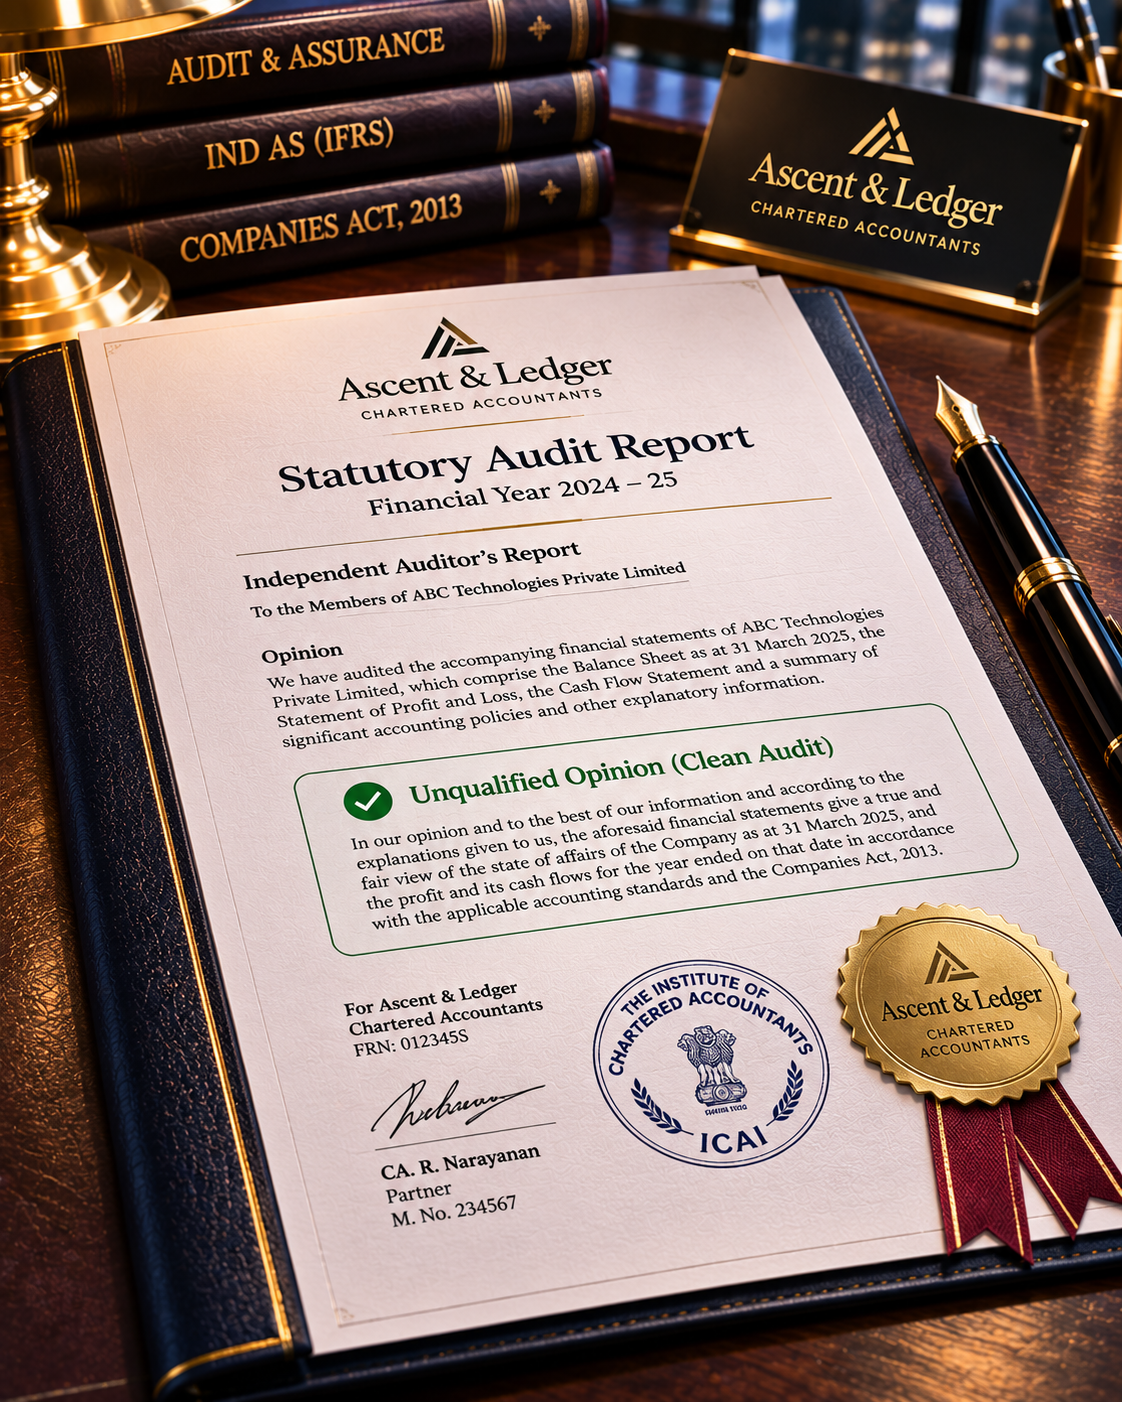 AUDIT & ASSURANCE
IND AS (IFRS)
COMPANIES ACT, 2013
Ascent & Ledger
CHARTERED ACCOUNTANTS
Ascent & Ledger
CHARTERED ACCOUNTANTS
Statutory Audit Report
Financial Year 2024 – 25
Independent Auditor's Report
To the Members of ABC Technologies Private Limited
Opinion
We have audited the accompanying financial statements of ABC Technologies
Private Limited, which comprise the Balance Sheet as at 31 March 2025, the
Statement of Profit and Loss, the Cash Flow Statement and a summary of
significant accounting policies and other explanatory information.
Unqualified Opinion (Clean Audit)
In our opinion and to the best of our information and according to the
explanations given to us, the aforesaid financial statements give a true and
fair view of the state of affairs of the Company as at 31 March 2025, and
the profit and its cash flows for the year ended on that date in accordance
with the applicable accounting standards and the Companies Act, 2013.
For Ascent & Ledger
Chartered Accountants
FRN: 012345S
CA. R. Narayanan
Partner
M. No. 234567
THE INSTITUTE OF
CHARTERED ACCOUNTANTS
ICAI
Ascent & Ledger
CHARTERED
ACCOUNTANTS